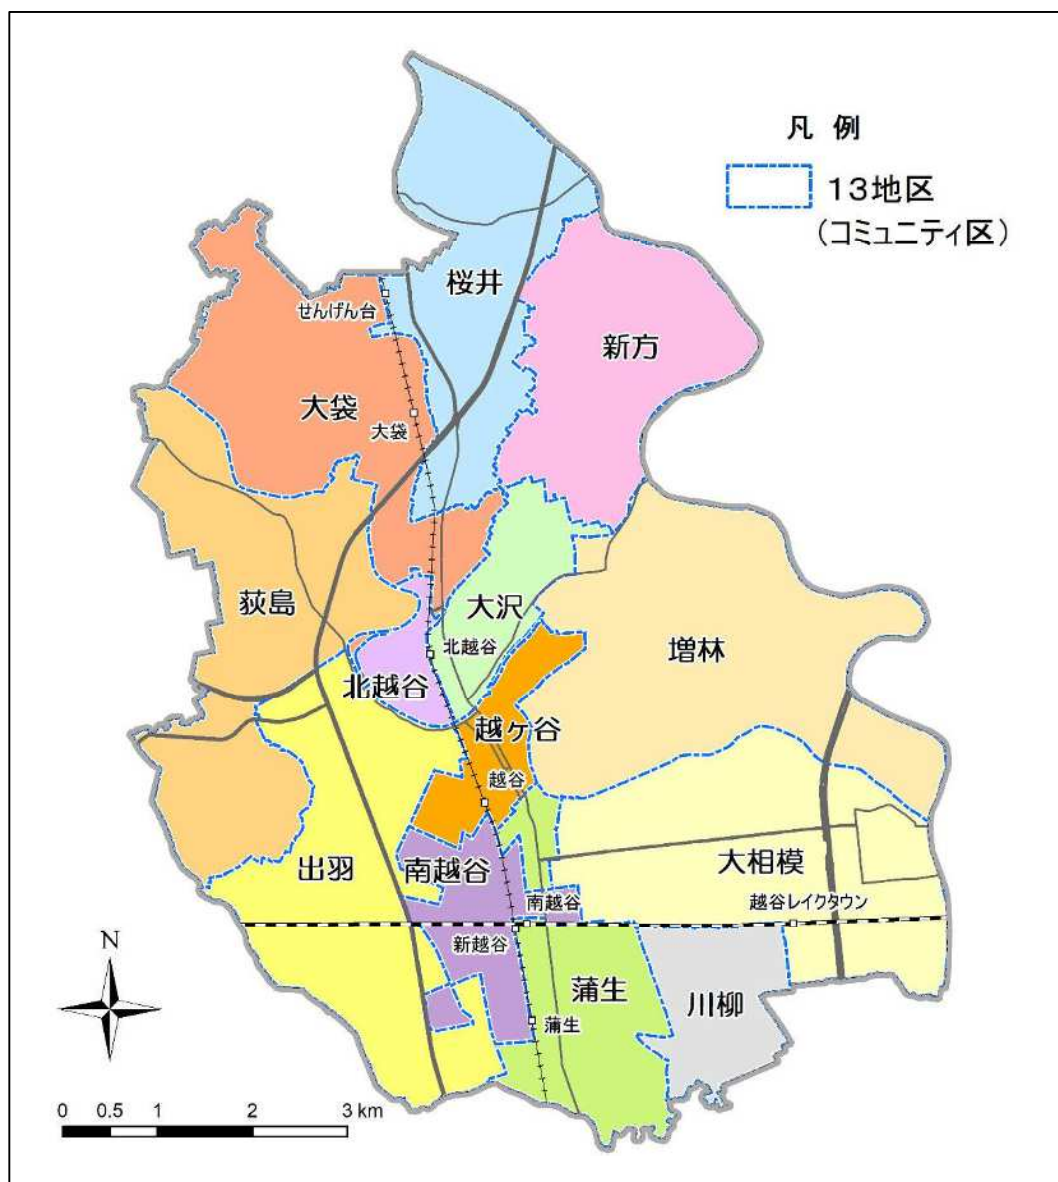 凡 例
13地区
(コミュニティ区)
桜井
せんげん台
新方
大袋
大袋
荻島
大沢
北越谷
増林
北越谷
越ヶ谷
越谷
出羽
南越谷
大相模
南越谷
越谷レイクタウン
新越谷
蒲生
川柳
蒲生
N
0 0.5 1 2 3 km